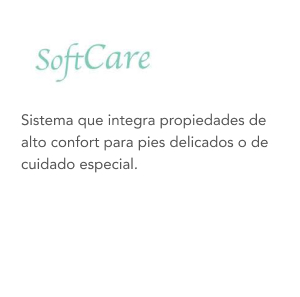 SoftCare
Sistema que integra propiedades de
alto confort para pies delicados o de
cuidado especial.